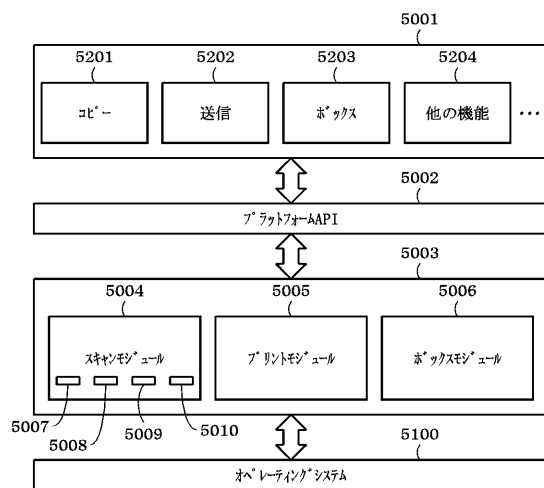 5001
5201
5202
5203
5204
コピー
送信
ボックス
他の機能
…
5002
プラットフォームAPI
5003
5004
5005
5006
スキャンモジュール
プリントモジュール
ボックスモジュール
5007
5008
5009
5010
5100
オペレーティングシステム